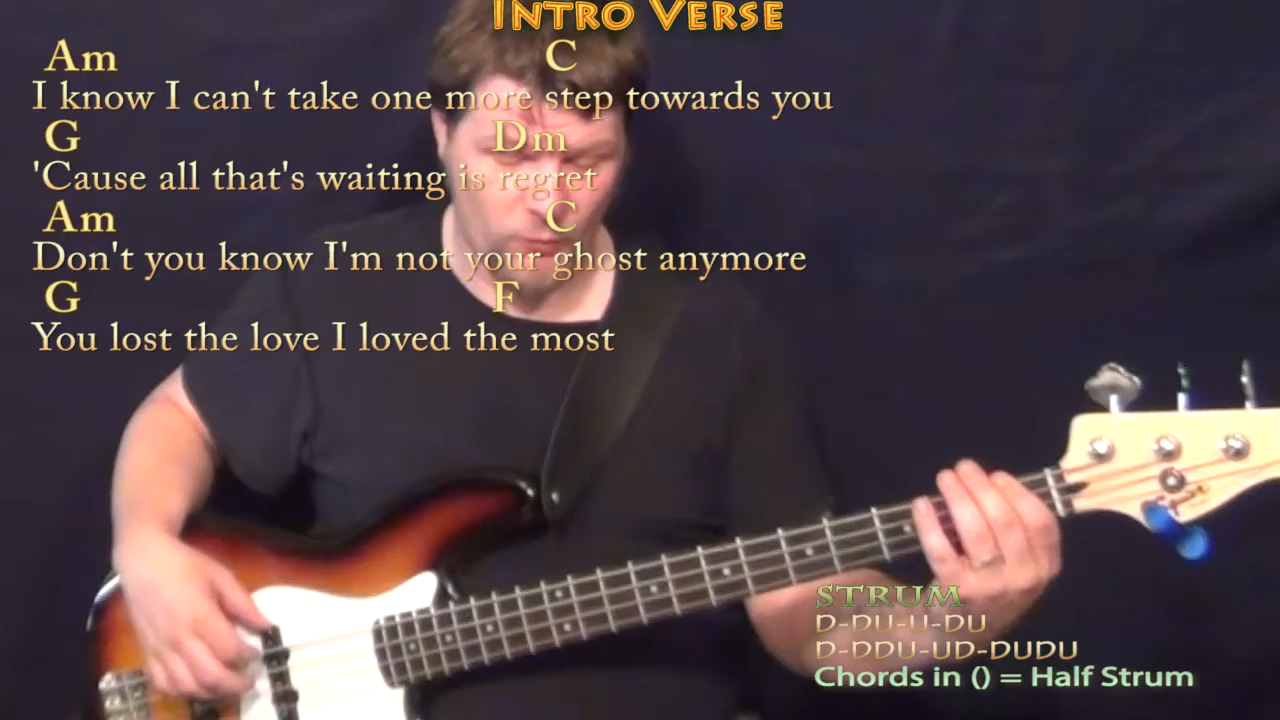 INTRO VERSE
Am C
I know I can't take one more step towards you
G Dm
'Cause all that's waiting is regret
Am C
Don't you know I'm not your ghost anymore
G F
You lost the love I loved the most
STRUM
D-DU-U-DU
D-DDU-UD-DUDU
Chords in () = Half Strum